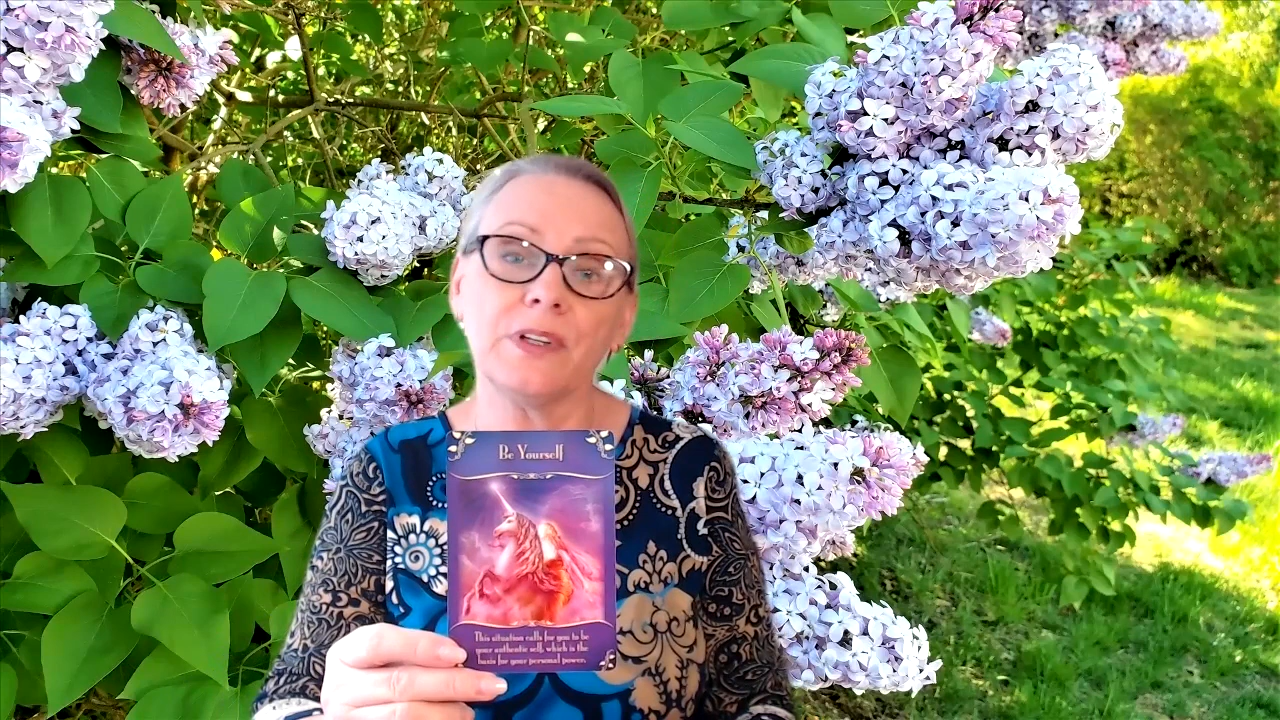 Be Yourself
This situation calls for you to be
your authentic self, which is the
basis for your personal power.